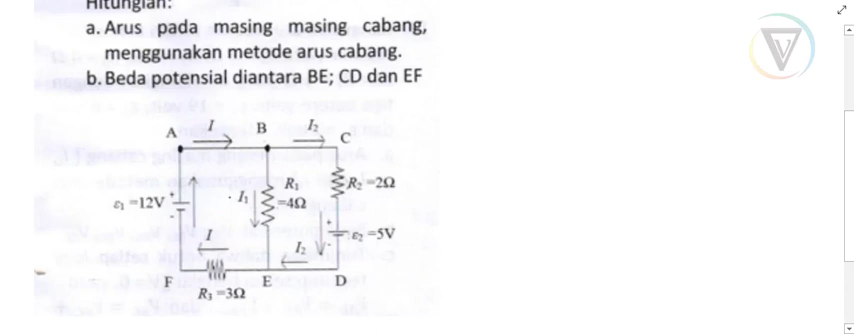 Hitunglah:
a. Arus pada masing masing cabang,
menggunakan metode arus cabang.
b. Beda potensial diantara BE; CD dan EF
A I B I₂ C
R₁ =4Ω
R₂ =2Ω
ε₁ =12V
I₁
I
I₂
ε₂ =5V
F E D
R₃ =3Ω